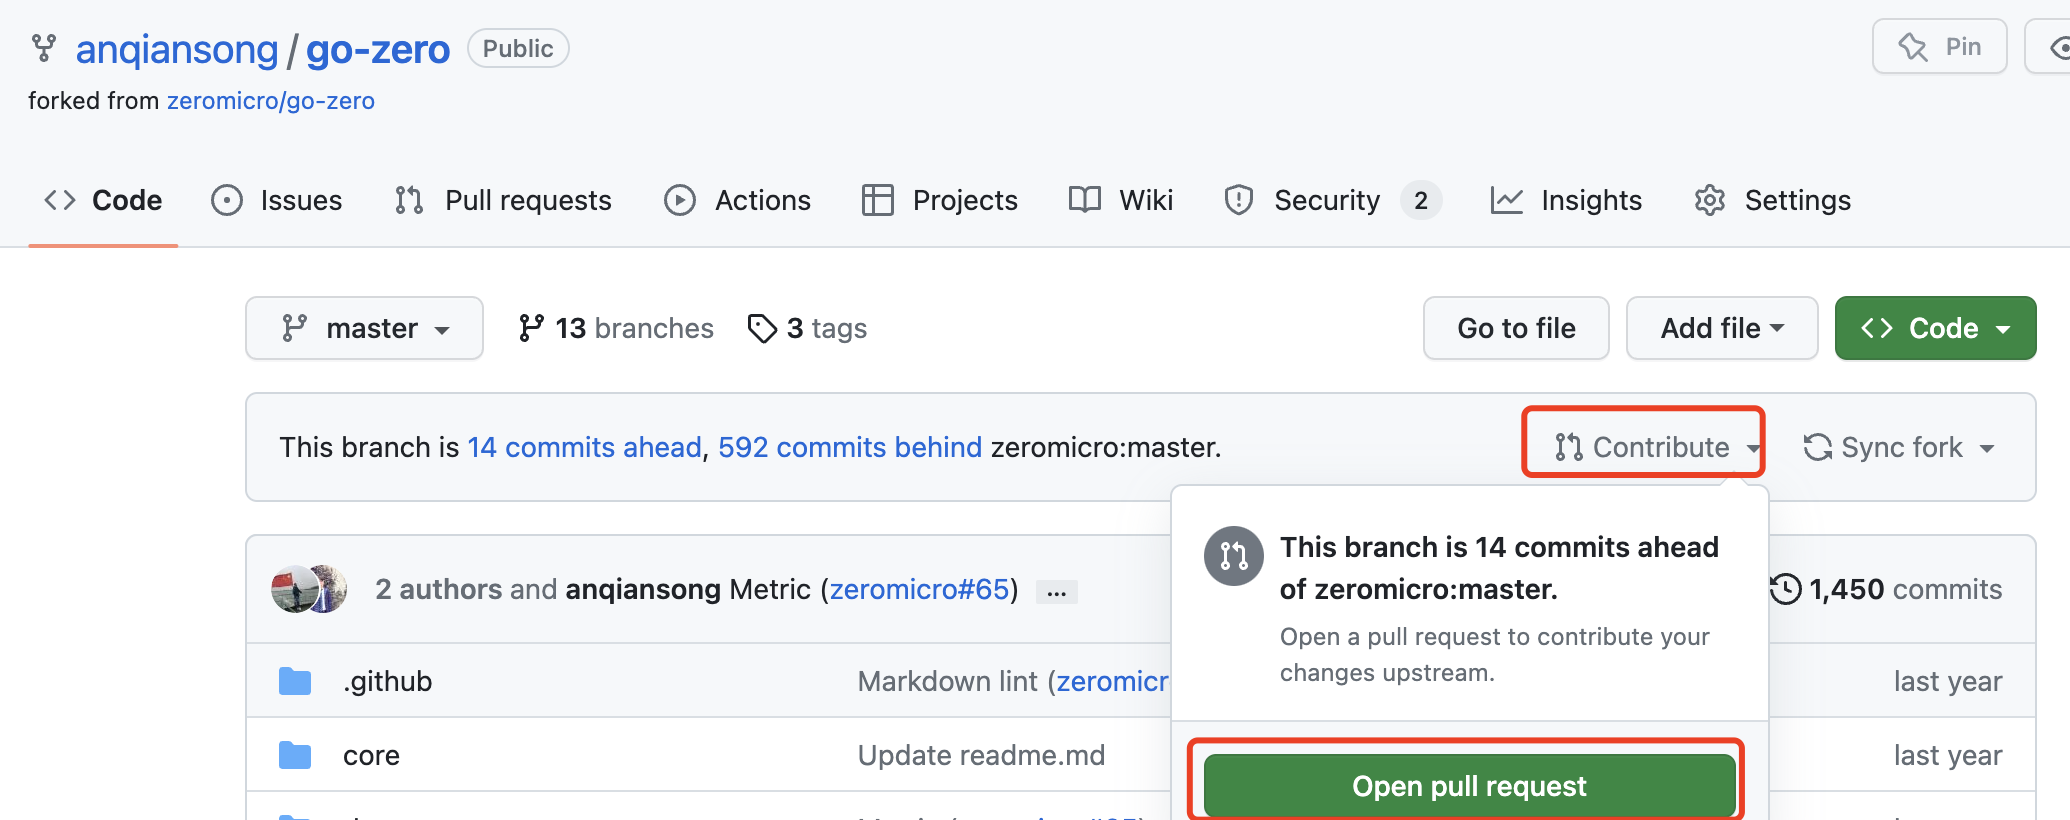 anqiansong / go-zero Public
Pin
forked from zeromicro/go-zero
Code Issues Pull requests Actions Projects Wiki Security 2 Insights Settings
master 13 branches 3 tags Go to file Add file Code
This branch is 14 commits ahead, 592 commits behind zeromicro:master. Contribute Sync fork
This branch is 14 commits ahead
of zeromicro:master.
Open a pull request to contribute your
changes upstream.
Open pull request
2 authors and anqiansong Metric (zeromicro#65) ... 1,450 commits
.github Markdown lint (zeromicr last year
core Update readme.md last year